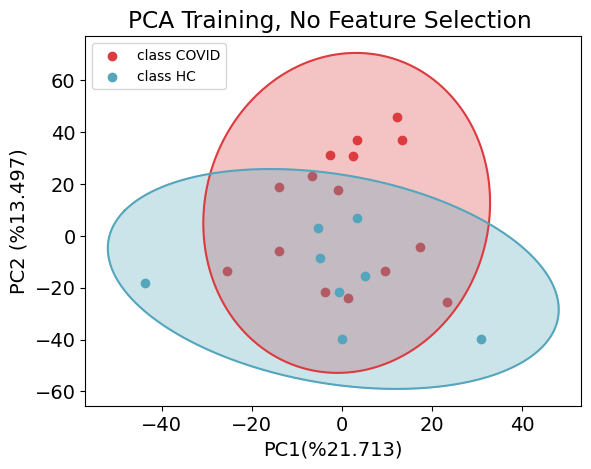 PCA Training, No Feature Selection
class COVID
class HC
PC2 (%13.497)
60
40
20
0
−20
−40
−60
−40
−20
0
20
40
PC1(%21.713)